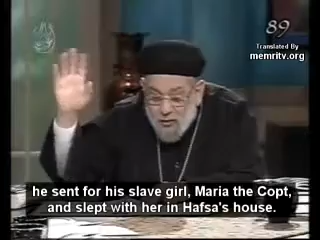 89
Translated By
memritv.org
he sent for his slave girl, Maria the Copt,
and slept with her in Hafsa's house.